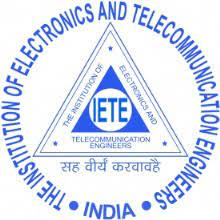 THE INSTITUTION OF ELECTRONICS AND TELECOMMUNICATION ENGINEERS
• INDIA •
THE INSTITUTION OF
ELECTRONICS AND
IETE
TELECOMMUNICATION
ENGINEERS
सह वीर्यं करवावहै